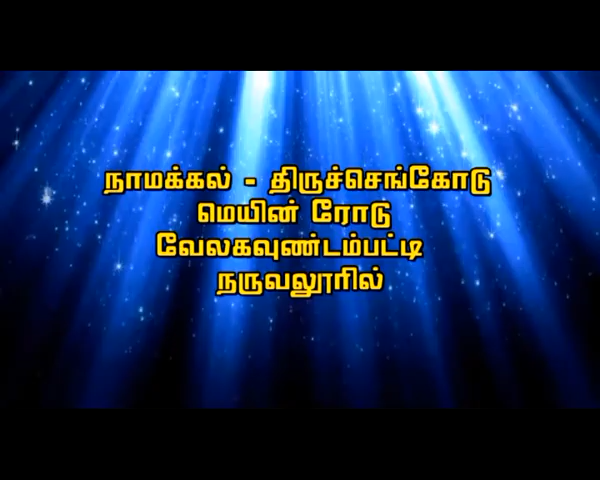 நாமக்கல் - திருச்செங்கோடு
மெயின் ரோடு
வேலகவுண்டம்பட்டி
நருவலூரில்